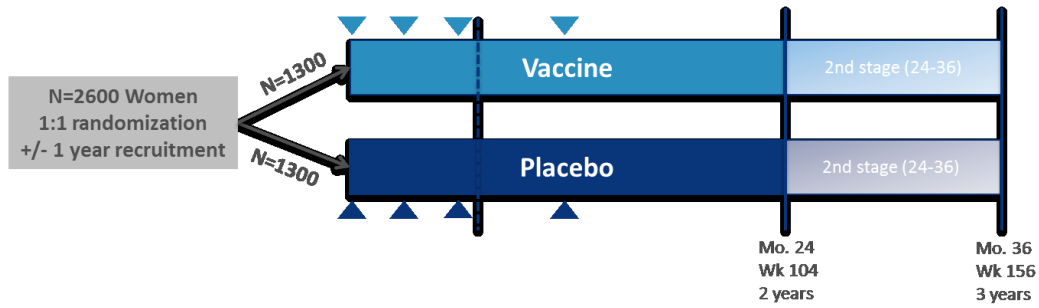 N=2600 Women
1:1 randomization
+/- 1 year recruitment
N=1300
N=1300
Vaccine
2nd stage (24-36)
Placebo
2nd stage (24-36)
Mo. 24
Wk 104
2 years
Mo. 36
Wk 156
3 years